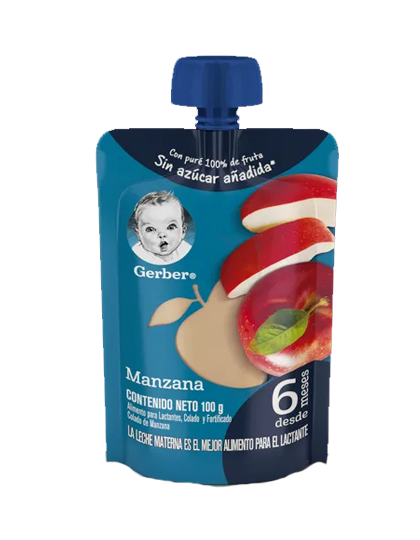 Con puré 100% de fruta
Sin azúcar añadida*
Gerber®
Manzana
CONTENIDO NETO 100 g
Alimento para Lactantes, Colado y Fortificado
Colado de Manzana
6
desde
meses
LA LECHE MATERNA ES EL MEJOR ALIMENTO PARA EL LACTANTE